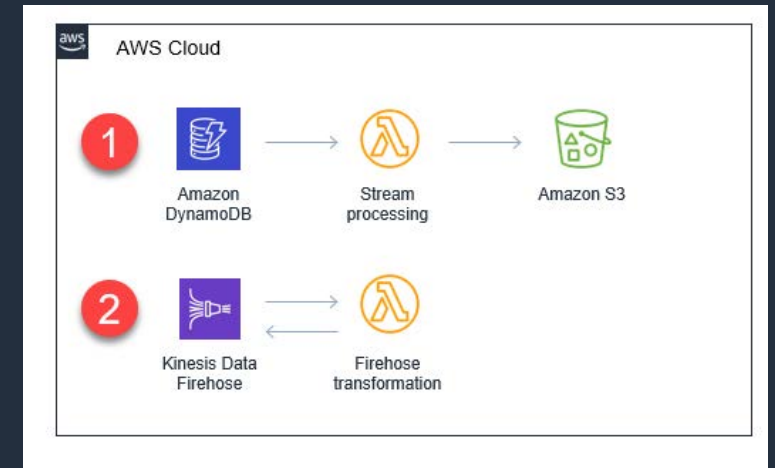 aws
AWS Cloud
1
Amazon
DynamoDB
Stream
processing
Amazon S3
2
Kinesis Data
Firehose
Firehose
transformation